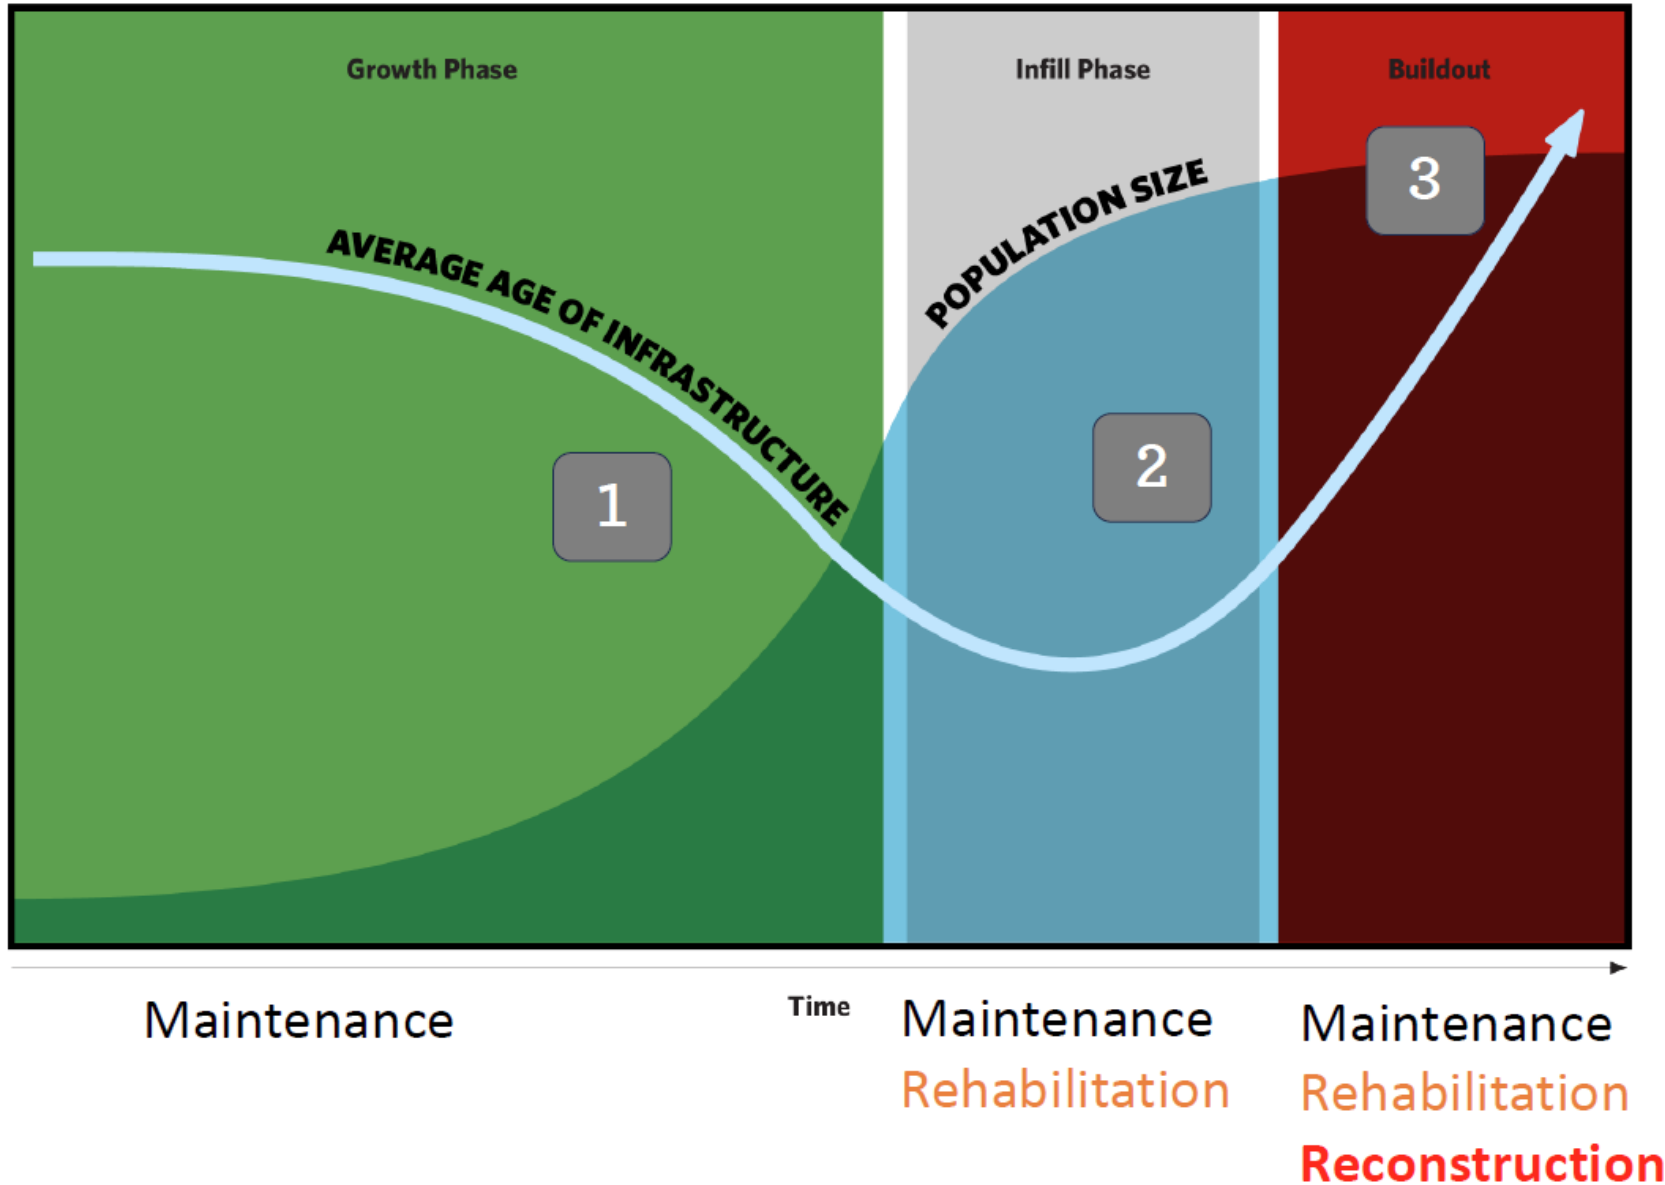 Growth Phase
Infill Phase
Buildout
AVERAGE AGE OF INFRASTRUCTURE
POPULATION SIZE
1
2
3
Time
Maintenance
Maintenance
Rehabilitation
Maintenance
Rehabilitation
Reconstruction